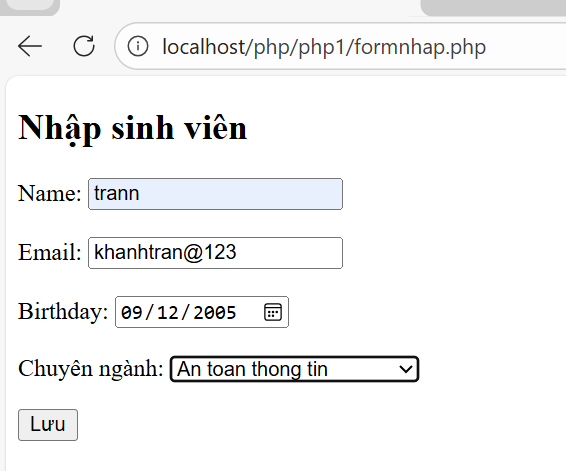 localhost/php/php1/formnhap.php
Nhập sinh viên
Name: trann
Email: khanhtran@123
Birthday: 09/12/2005
Chuyên ngành: An toan thong tin
Lưu